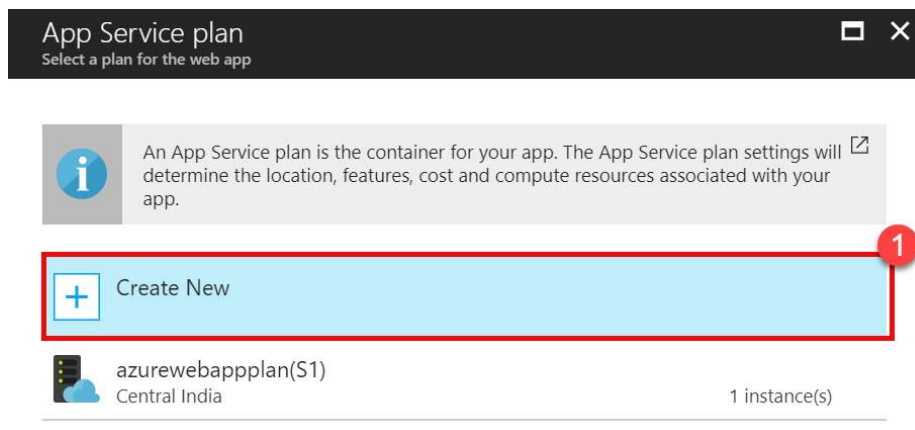 App Service plan
Select a plan for the web app
An App Service plan is the container for your app. The App Service plan settings will
determine the location, features, cost and compute resources associated with your
app.
1
Create New
azurewebappplan(S1)
Central India
1 instance(s)